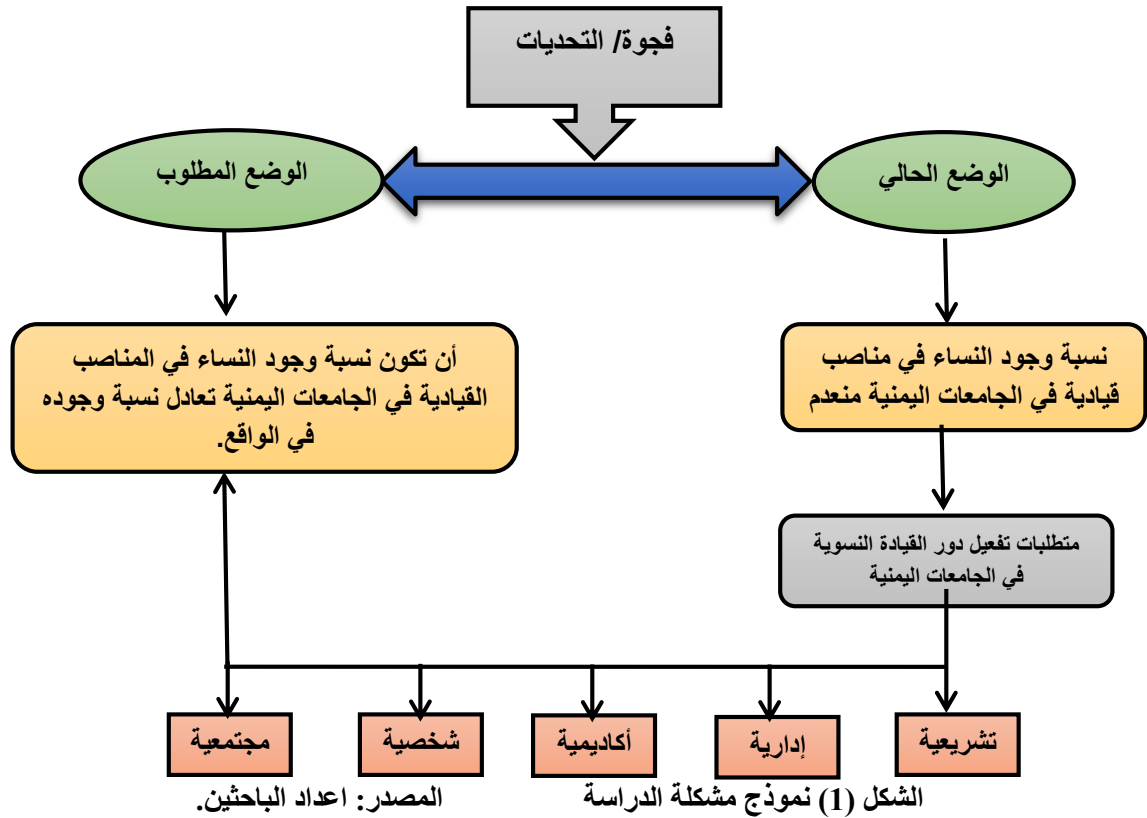 فجوة/ التحديات
الوضع الحالي
الوضع المطلوب
نسبة وجود النساء في مناصب
قيادية في الجامعات اليمنية منعدم
أن تكون نسبة وجود النساء في المناصب
القيادية في الجامعات اليمنية تعادل نسبة وجوده
في الواقع.
متطلبات تفعيل دور القيادة النسوية
في الجامعات اليمنية
تشريعية
إدارية
أكاديمية
شخصية
مجتمعية
الشكل (1) نموذج مشكلة الدراسة
المصدر: اعداد الباحثين.